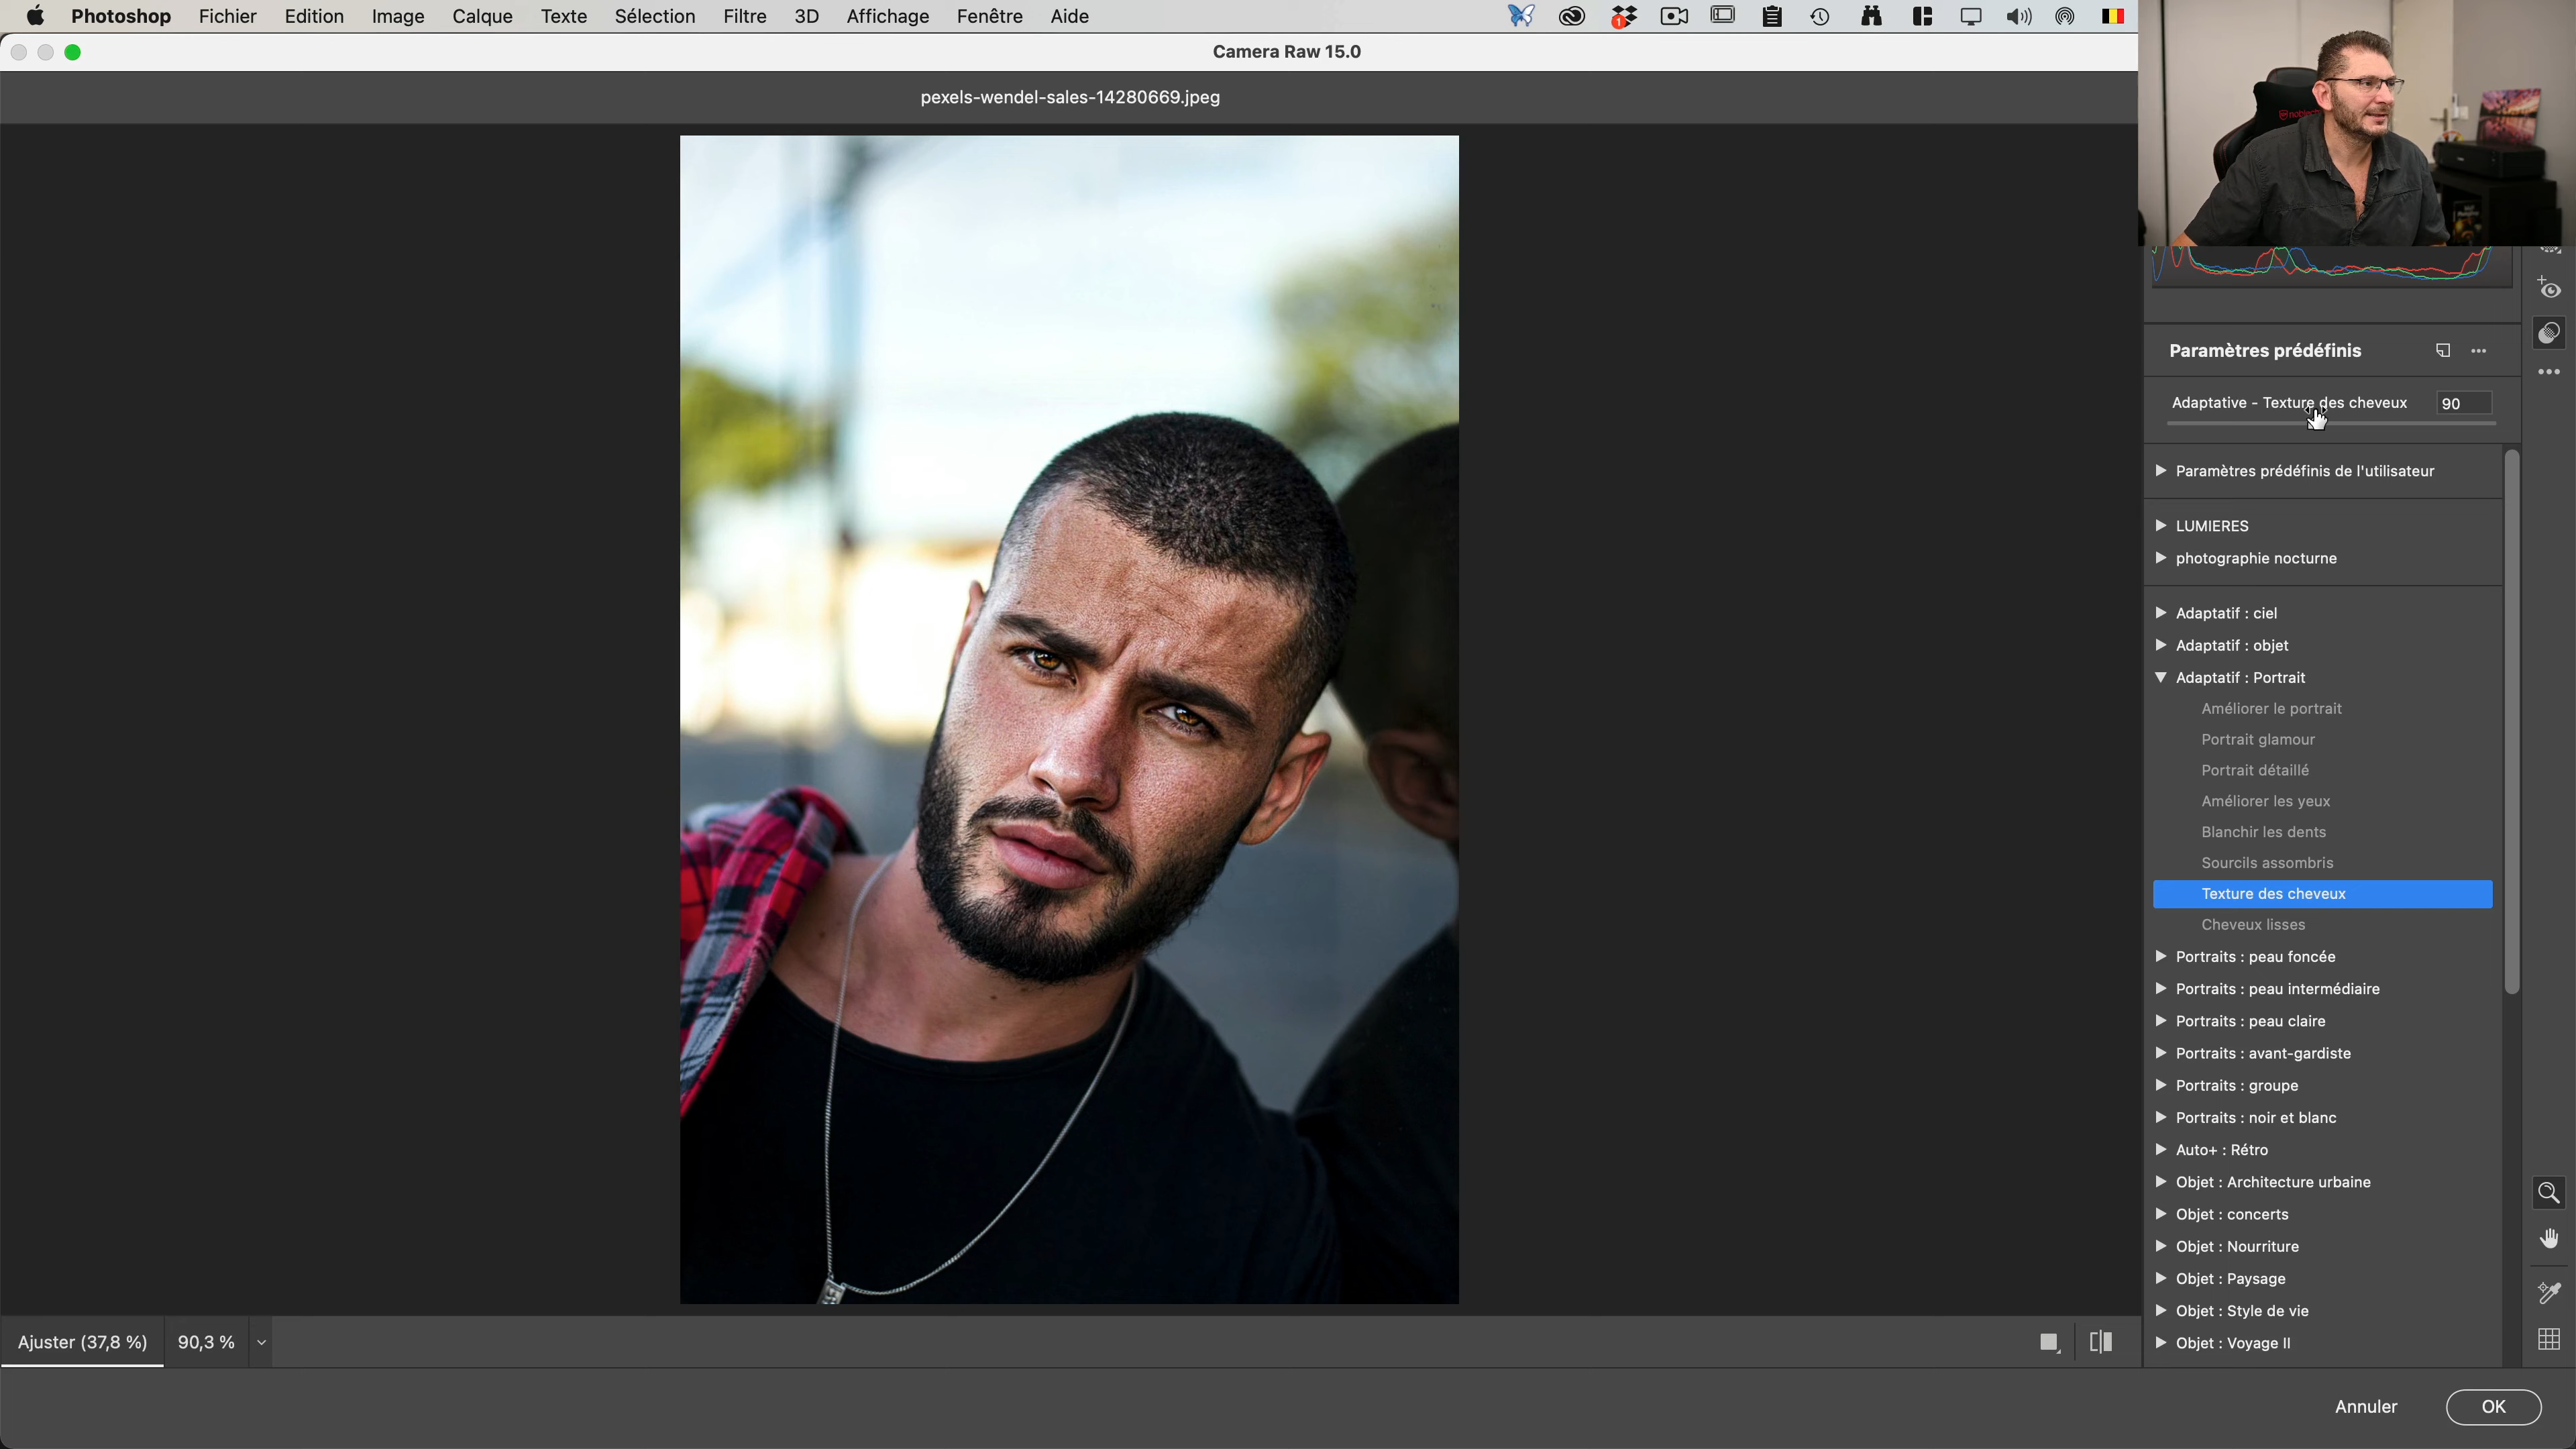 Photoshop Fichier Edition Image Calque Texte Sélection Filtre 3D Affichage Fenêtre Aide
1
Camera Raw 15.0
pexels-wendel-sales-14280669.jpeg
Paramètres prédéfinis
Adaptative - Texture des cheveux 90
Paramètres prédéfinis de l'utilisateur
LUMIERES
photographie nocturne
Adaptatif : ciel
Adaptatif : objet
Adaptatif : Portrait
Améliorer le portrait
Portrait glamour
Portrait détaillé
Améliorer les yeux
Blanchir les dents
Sourcils assombris
Texture des cheveux
Cheveux lisses
Portraits : peau foncée
Portraits : peau intermédiaire
Portraits : peau claire
Portraits : avant-gardiste
Portraits : groupe
Portraits : noir et blanc
Auto+ : Rétro
Objet : Architecture urbaine
Objet : concerts
Objet : Nourriture
Objet : Paysage
Objet : Style de vie
Objet : Voyage II
Ajuster (37,8 %) 90,3 %
Annuler OK